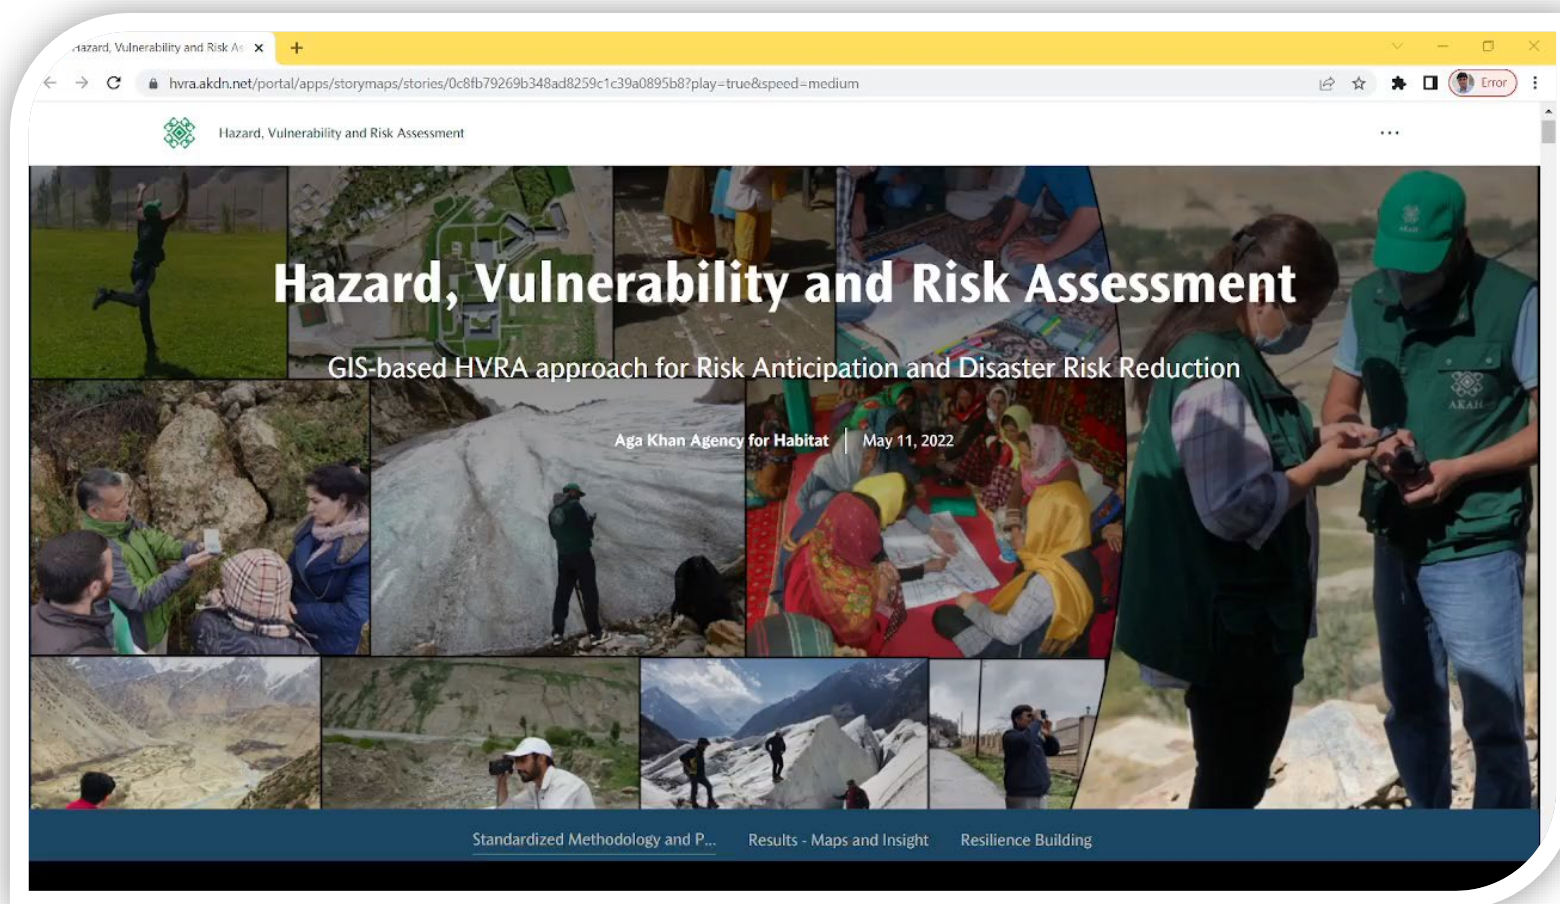 Hazard, Vulnerability and Risk As
hvra.akdn.net/portal/apps/storymaps/stories/0c8fb79269b348ad8259c1c39a0895b8?play=true&speed=medium
Error
Hazard, Vulnerability and Risk Assessment
Hazard, Vulnerability and Risk Assessment
GIS-based HVRA approach for Risk Anticipation and Disaster Risk Reduction
Aga Khan Agency for Habitat | May 11, 2022
AKAH
AKAH
Standardized Methodology and P... Results - Maps and Insight Resilience Building